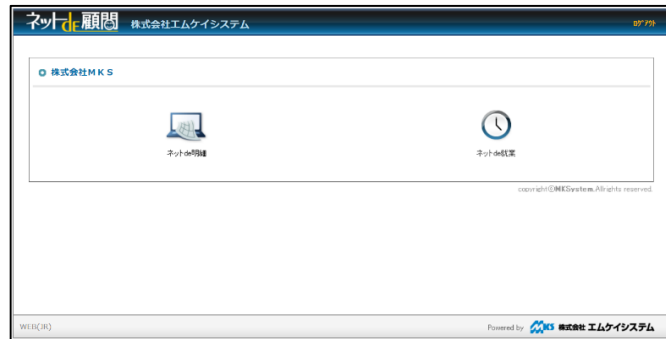 ネットde顧問 株式会社エムケイシステム ﾛｸﾞｱｳﾄ
株式会社ＭＫＳ
ネットde明細 ネットde就業
copyright©MKSystem.Allrights reserved.
WEB(JR) Powered by MKS 株式会社 エムケイシステム